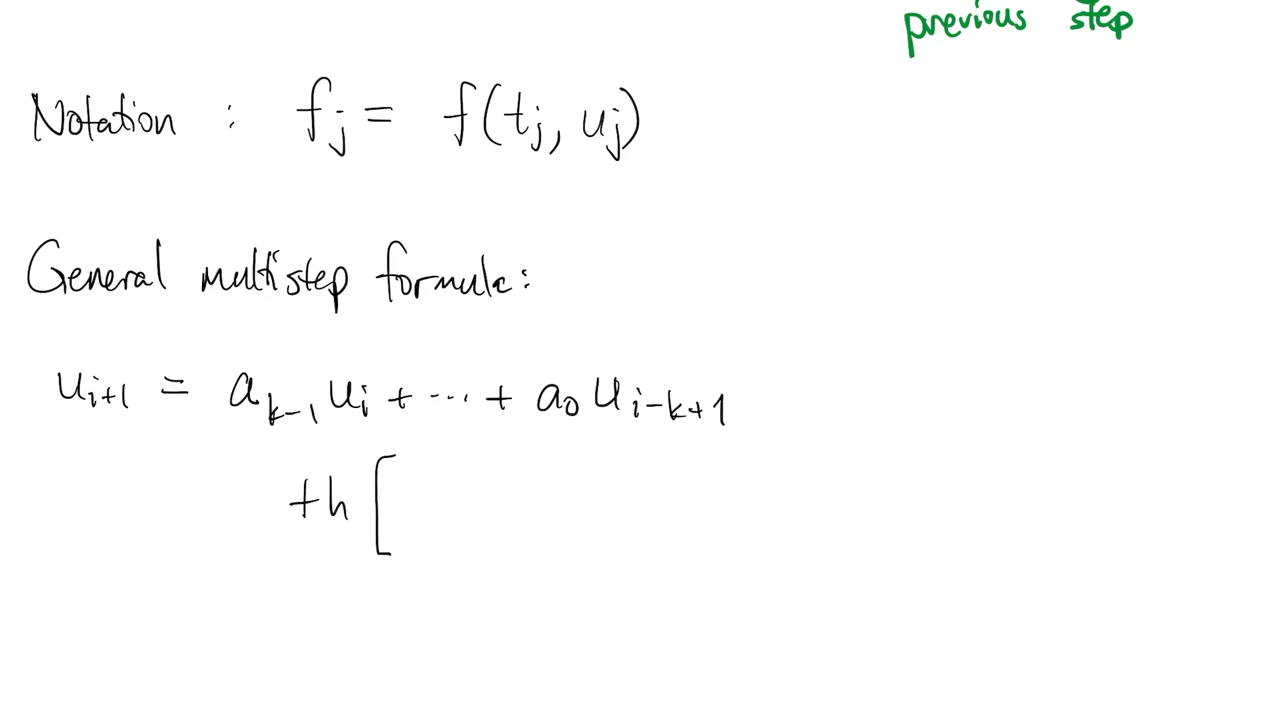 previous step
Notation : f_j = f(t_j, u_j)
General multistep formula:
u_{i+1} = a_{k-1} u_i + ... + a_0 u_{i-k+1}
+h [